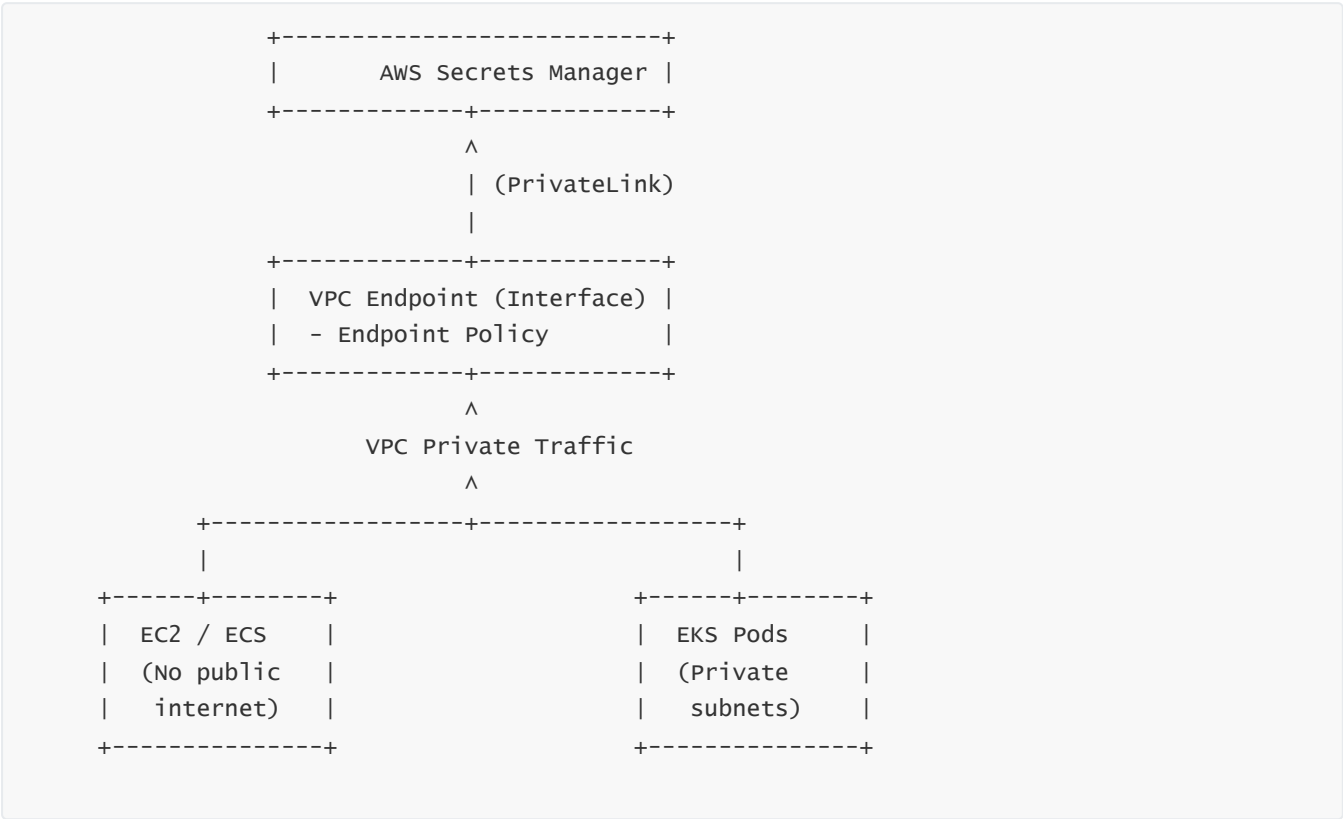 +---------------------------+
|       AWS Secrets Manager |
+-------------+-------------+
^
| (PrivateLink)
|
+-------------+-------------+
|  VPC Endpoint (Interface) |
|  - Endpoint Policy        |
+-------------+-------------+
^
VPC Private Traffic
^
+------------------+------------------+
|                                     |
+------+--------+                     +------+--------+
|  EC2 / ECS    |                     |  EKS Pods     |
|  (No public   |                     |  (Private     |
|   internet)   |                     |   subnets)    |
+---------------+                     +---------------+